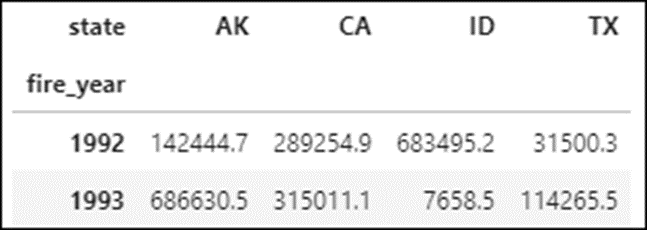 state AK CA ID TX
fire_year
1992 142444.7 289254.9 683495.2 31500.3
1993 686630.5 315011.1 7658.5 114265.5